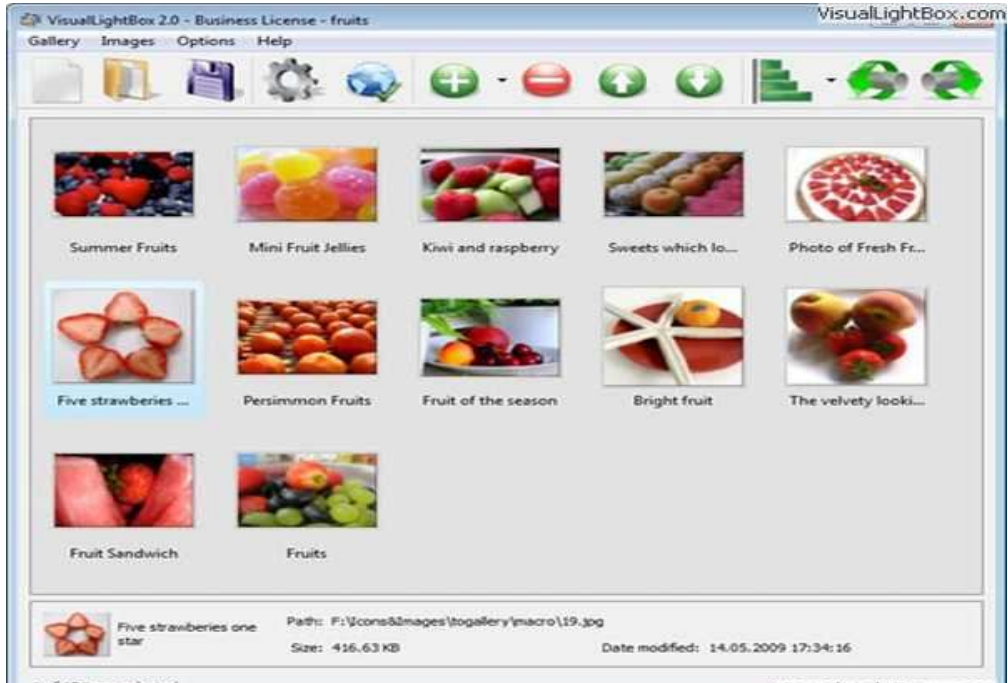 VisualLightBox 2.0 - Business License - fruits
VisualLightBox.com
Gallery Images Options Help
Summer Fruits
Mini Fruit Jellies
Kiwi and raspberry
Sweets which lo...
Photo of Fresh Fr...
Five strawberies ...
Persimmon Fruits
Fruit of the season
Bright fruit
The velvety looki...
Fruit Sandwich
Fruits
Five strawberies one
star
Path: F:\Icons&Images\togallery\macro\19.jpg
Size: 416.63 KB
Date modified: 14.05.2009 17:34:16